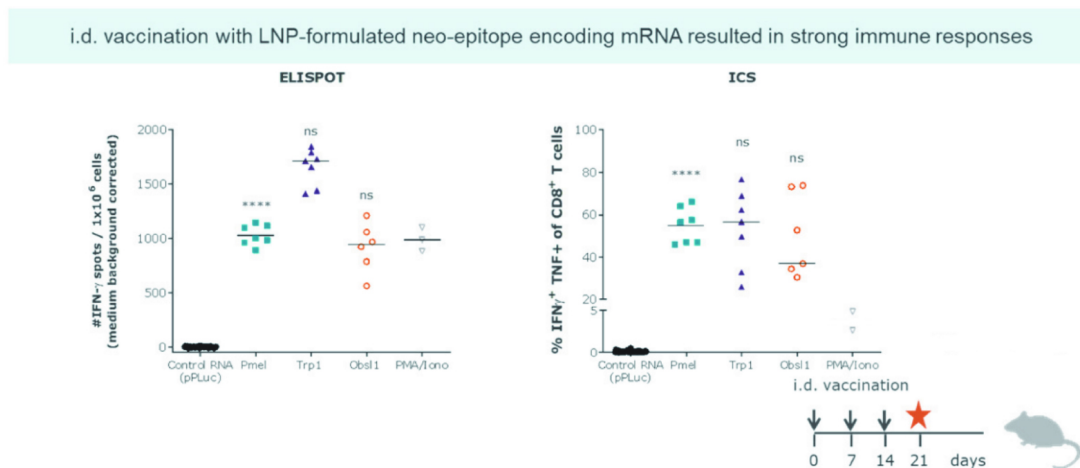 i.d. vaccination with LNP-formulated neo-epitope encoding mRNA resulted in strong immune responses
ELISPOT
#IFN-γ spots / 1x10⁶ cells
(medium background corrected)
2000
1500
1000
500
0
****
ns
ns
Control RNA
(pPLuc)
Pmel
Trp1
Obsl1
PMA/Iono
ICS
% IFNγ⁺ TNF+ of CD8⁺ T cells
100
80
60
40
20
5
0
****
ns
ns
Control RNA
(pPLuc)
Pmel
Trp1
Obsl1
PMA/Iono
i.d. vaccination
0 7 14 21 days